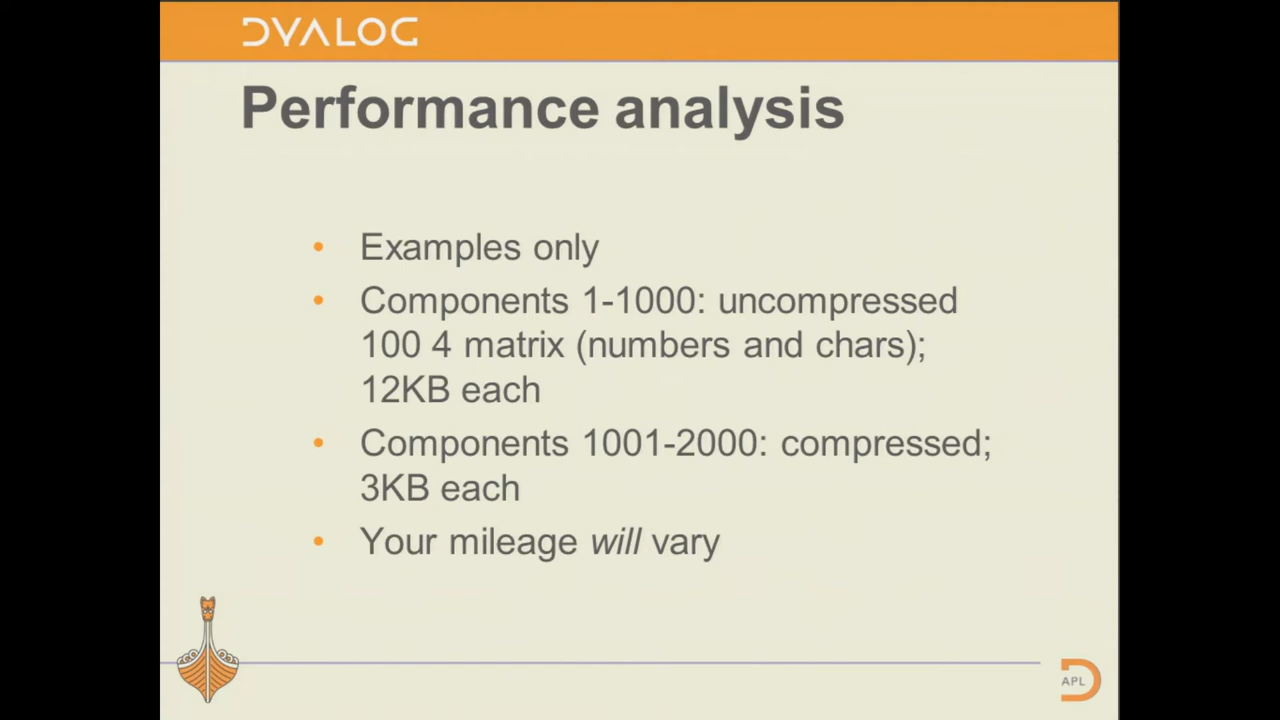 DYALOG
Performance analysis
• Examples only
• Components 1-1000: uncompressed
100 4 matrix (numbers and chars);
12KB each
• Components 1001-2000: compressed;
3KB each
• Your mileage will vary
APL